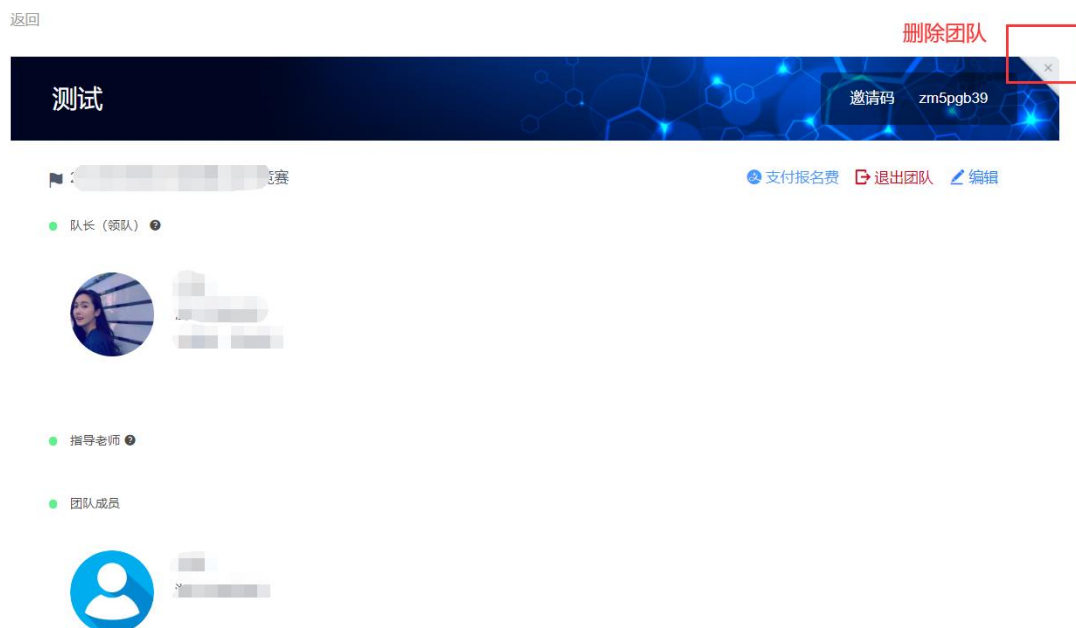 返回
删除团队
测试
邀请码 zm5pgb39
赛
支付报名费 退出团队 编辑
队长（领队）
指导老师
团队成员